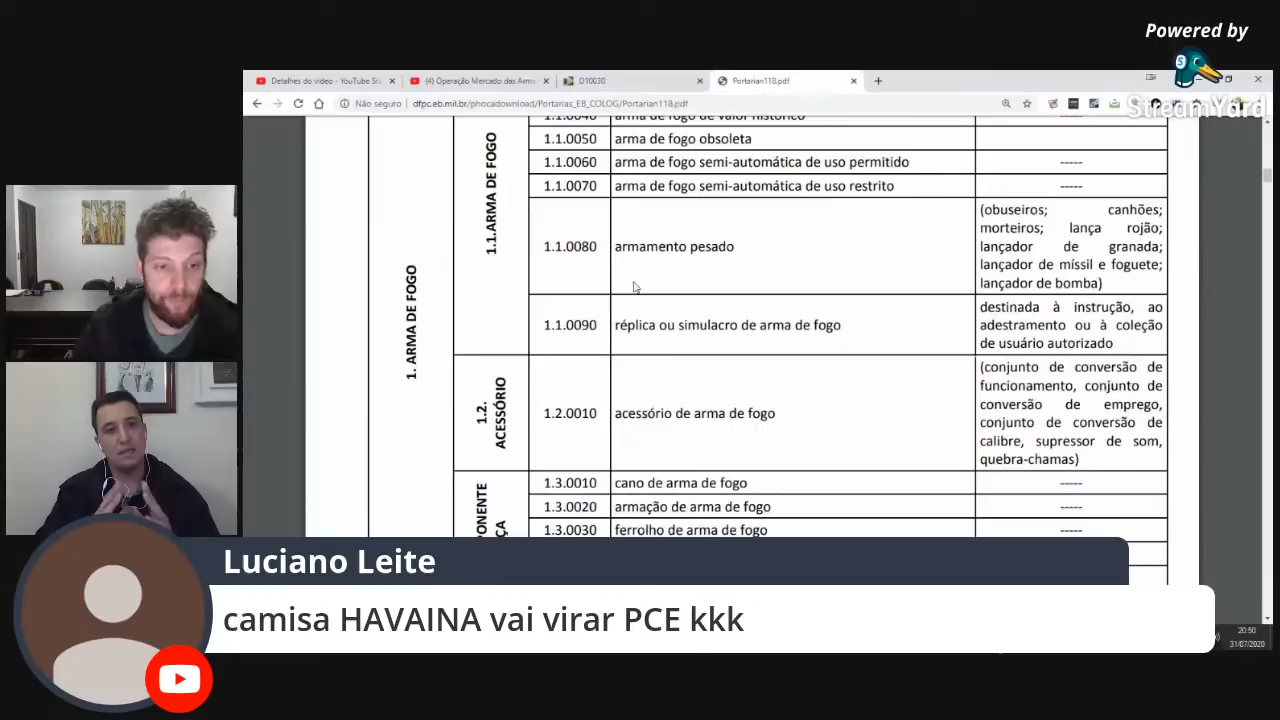 Powered by
StreamYard
Detalhes do vídeo - YouTube St
(4) Operação Mercado das Arm
D10030
Portarian118.pdf
Não seguro
dfpc.eb.mil.br/phocadownload/Portarias_EB_COLOG/Portarian118.pdf
1. ARMA DE FOGO
1.1.ARMA DE FOGO
1.1.0040 arma de fogo de valor histórico -----
1.1.0050 arma de fogo obsoleta
1.1.0060 arma de fogo semi-automática de uso permitido -----
1.1.0070 arma de fogo semi-automática de uso restrito -----
1.1.0080 armamento pesado
(obuseiros; canhões;
morteiros; lança rojão;
lançador de granada;
lançador de míssil e foguete;
lançador de bomba)
1.1.0090 réplica ou simulacro de arma de fogo
destinada à instrução, ao
adestramento ou à coleção
de usuário autorizado
1.2.
ACESSÓRIO
1.2.0010 acessório de arma de fogo
(conjunto de conversão de
funcionamento, conjunto de
conversão de emprego,
conjunto de conversão de
calibre, supressor de som,
quebra-chamas)
1.3.0010 cano de arma de fogo -----
1.3.0020 armação de arma de fogo -----
1.3.0030 ferrolho de arma de fogo -----
20:50
31/07/2020
Luciano Leite
camisa HAVAINA vai virar PCE kkk